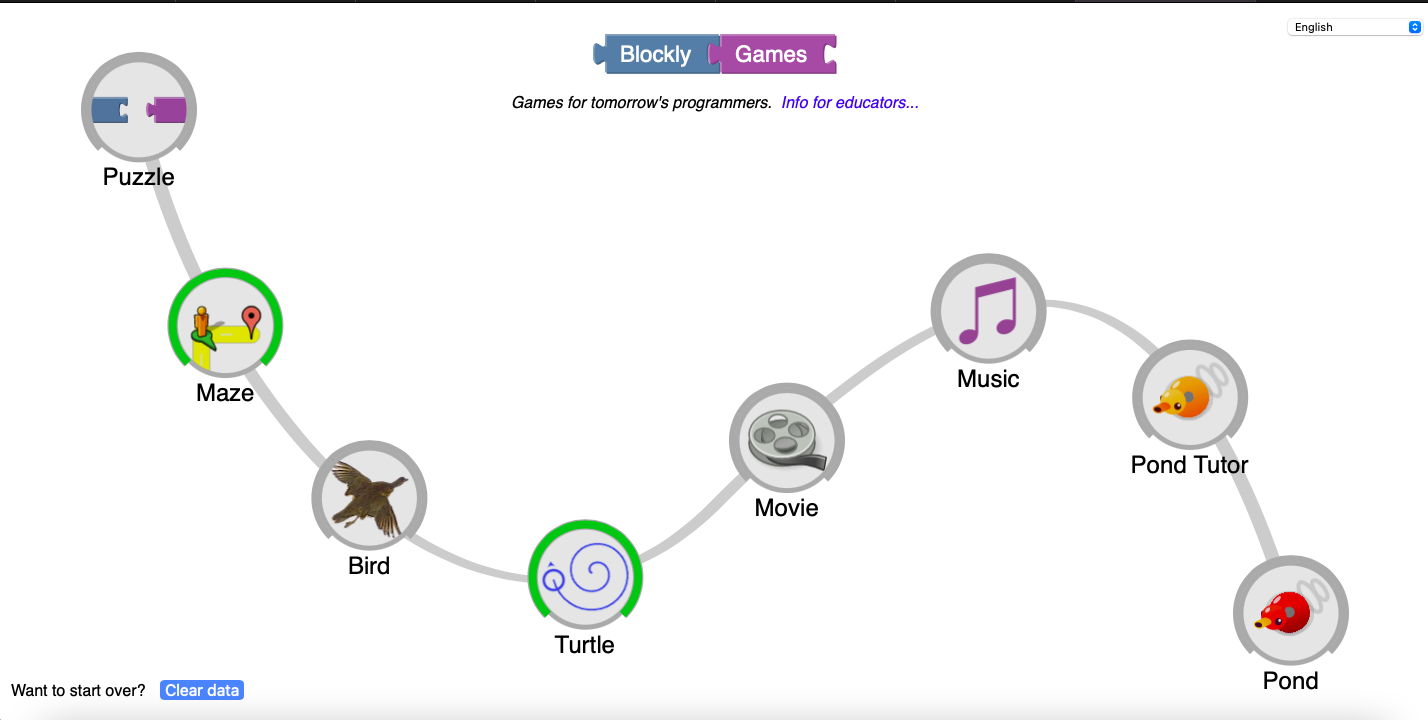 English
Blockly Games
Games for tomorrow's programmers. Info for educators...
Puzzle
Maze
Bird
Turtle
Movie
Music
Pond Tutor
Pond
Want to start over? Clear data